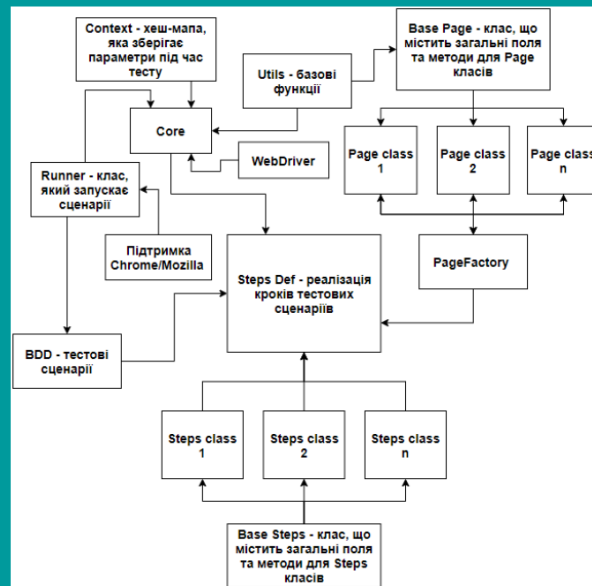 Context - хеш-мапа,
яка зберігає
параметри під час
тесту
Utils - базові
функції
Base Page - клас, що
містить загальні поля
та методи для Page
класів
Core
WebDriver
Page class
1
Page class
2
Page class
n
Runner - клас,
який запускає
сценарії
Підтримка
Chrome/Mozilla
Steps Def - реалізація
кроків тестових
сценаріїв
PageFactory
BDD - тестові
сценарії
Steps class
1
Steps class
2
Steps class
n
Base Steps - клас, що
містить загальні поля
та методи для Steps
класів